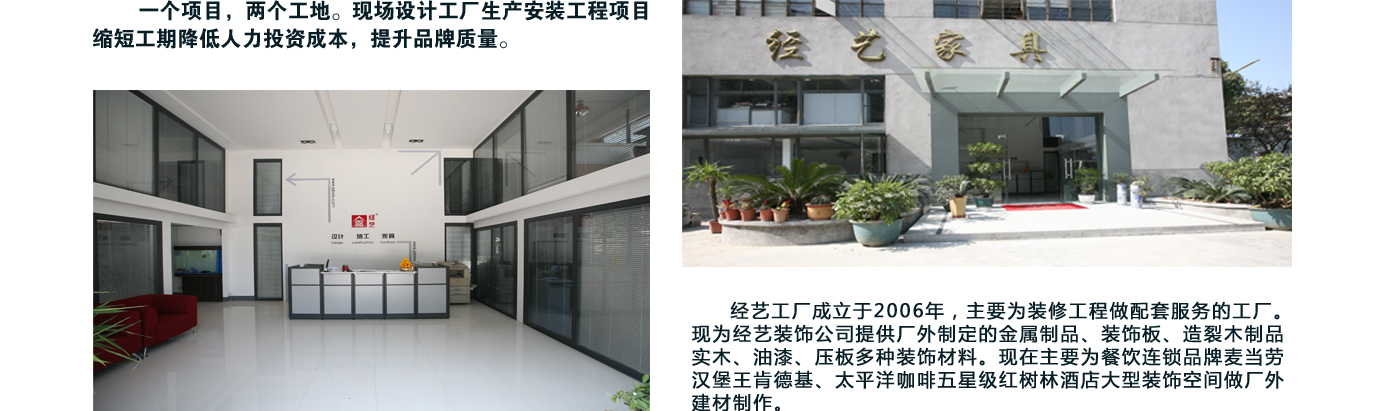 一个项目，两个工地。现场设计工厂生产安装工程项目
缩短工期降低人力投资成本，提升品牌质量。
经艺家具
经艺
设计 施工 家具
经艺工厂成立于2006年，主要为装修工程做配套服务的工厂。
现为经艺装饰公司提供厂外制定的金属制品、装饰板、造裂木制品
实木、油漆、压板多种装饰材料。现在主要为餐饮连锁品牌麦当劳
汉堡王肯德基、太平洋咖啡五星级红树林酒店大型装饰空间做厂外
建材制作。